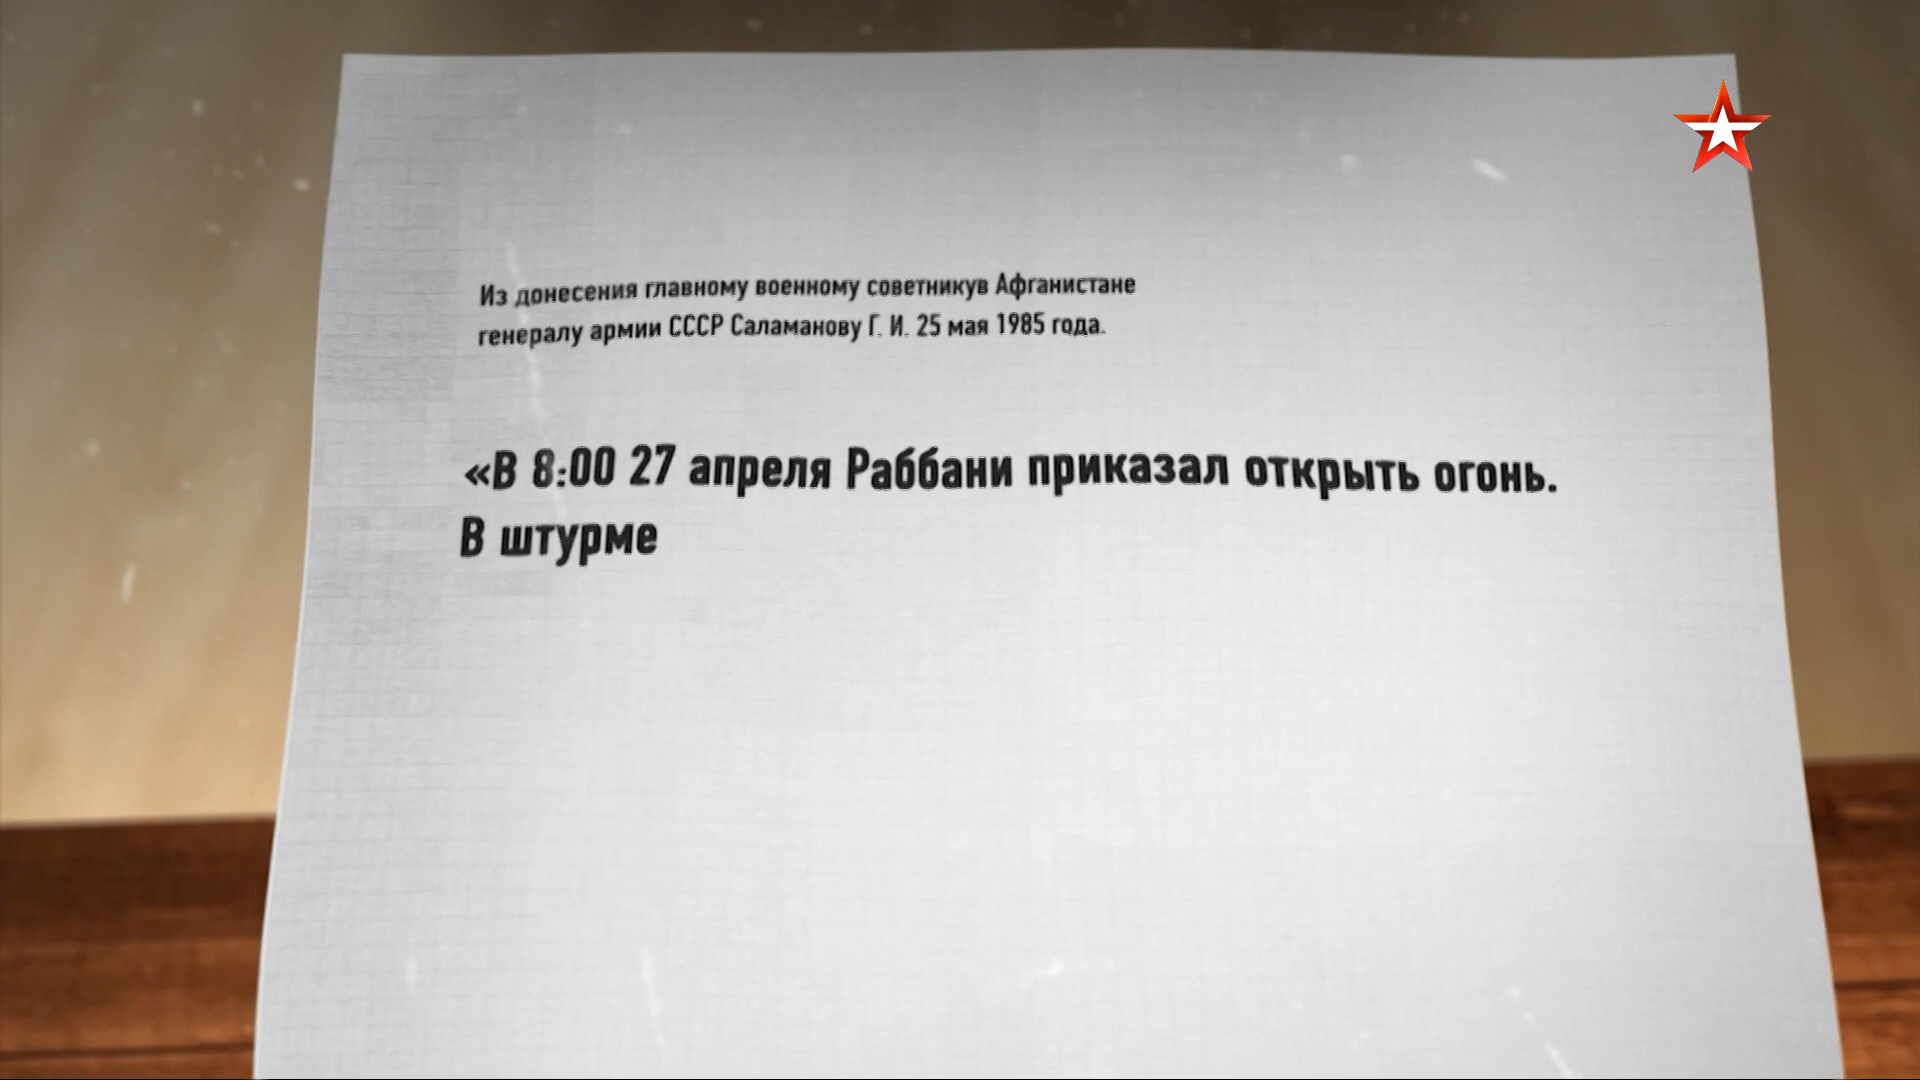 Из донесения главному военному советникув Афганистане
генералу армии СССР Саламанову Г. И. 25 мая 1985 года.
«В 8:00 27 апреля Раббани приказал открыть огонь.
В штурме